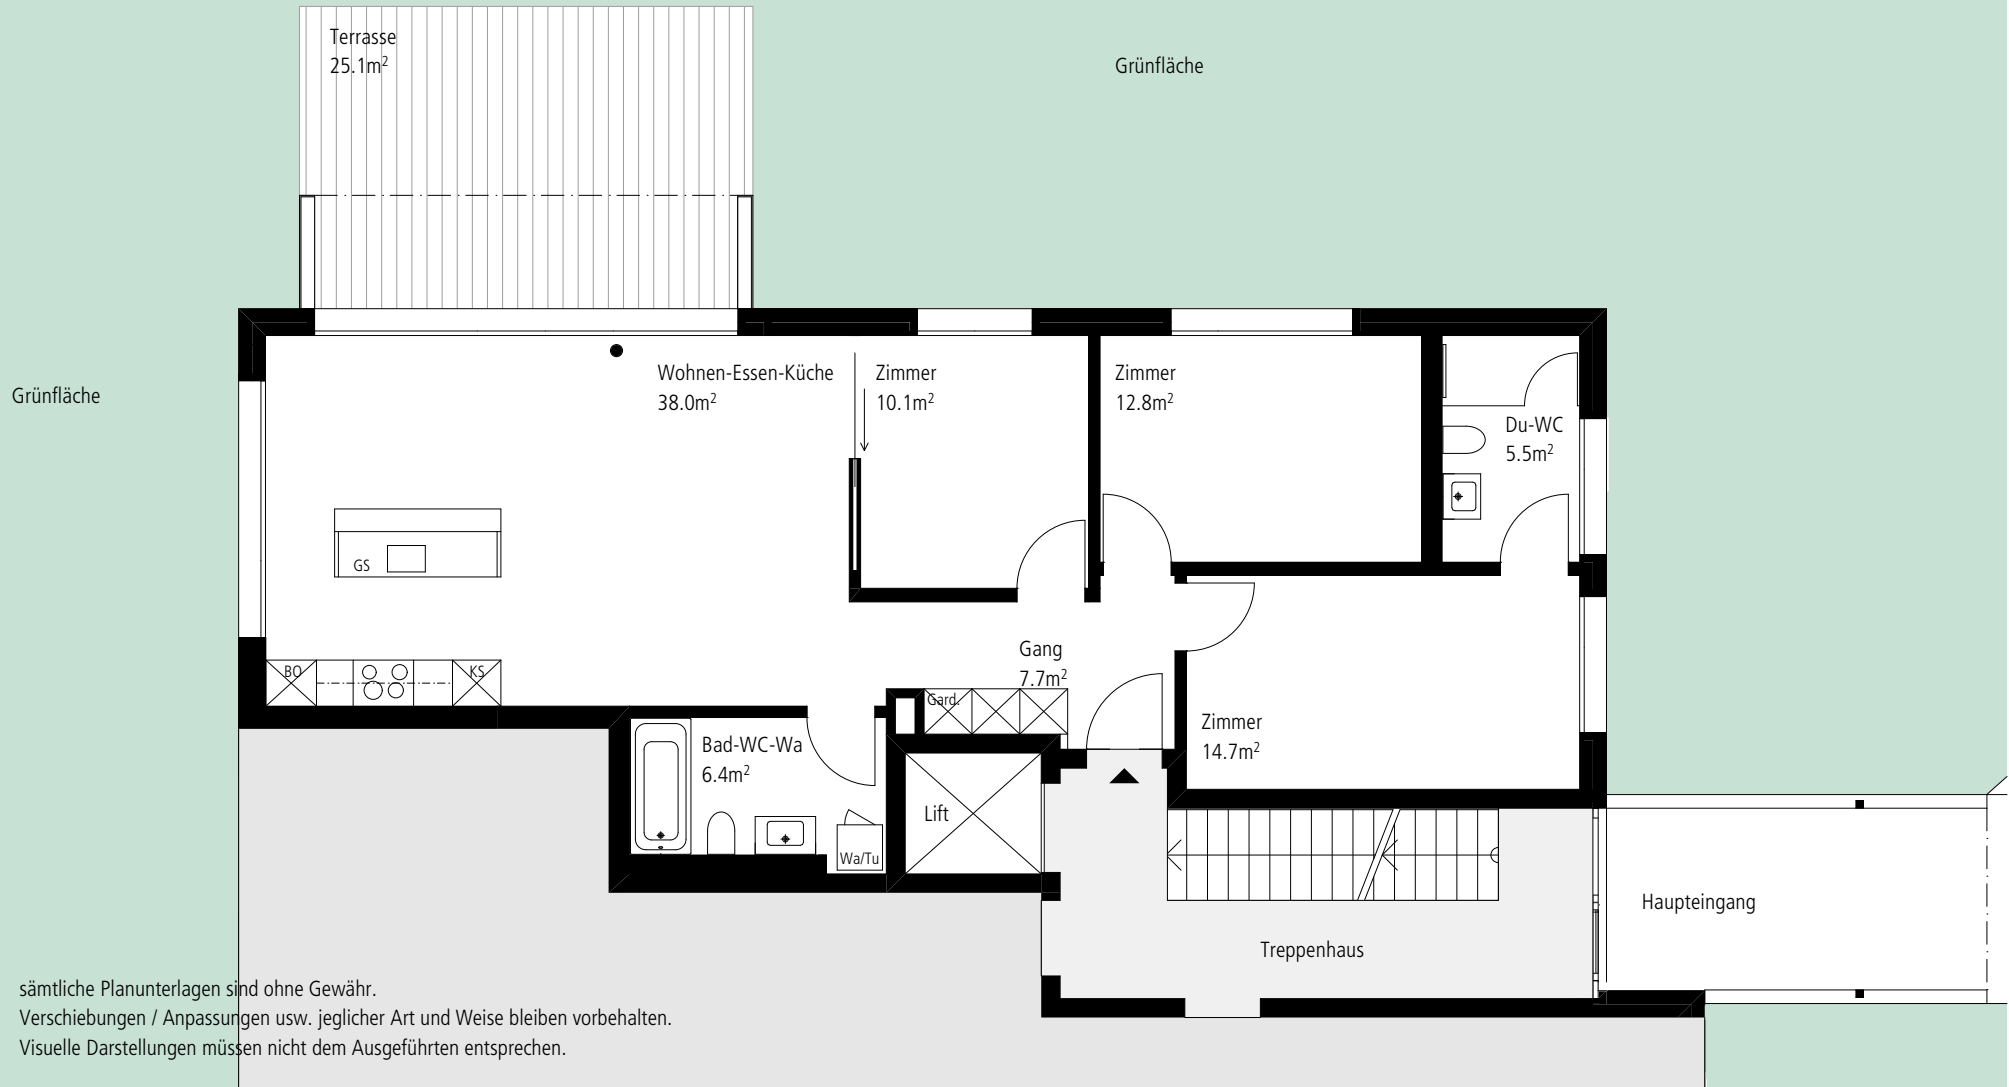 Terrasse
25.1m²
Grünfläche
Grünfläche
Wohnen-Essen-Küche
38.0m²
Zimmer
10.1m²
Zimmer
12.8m²
Du-WC
5.5m²
GS
BO
KS
Gang
7.7m²
Gard.
Zimmer
14.7m²
Bad-WC-Wa
6.4m²
Lift
Wa/Tu
Haupteingang
Treppenhaus
sämtliche Planunterlagen sind ohne Gewähr.
Verschiebungen / Anpassungen usw. jeglicher Art und Weise bleiben vorbehalten.
Visuelle Darstellungen müssen nicht dem Ausgeführten entsprechen.